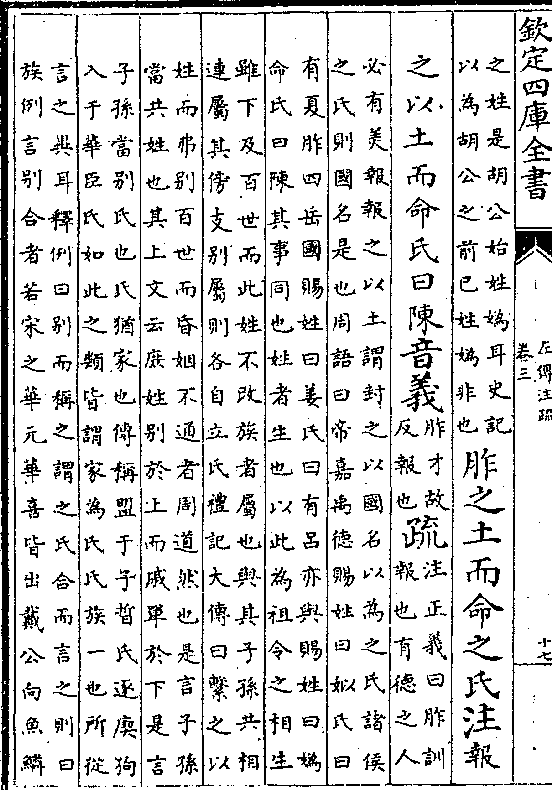 欽定四庫全書
左傳注疏
卷三
十七
之姓是胡公始姓媯耳史記
以為胡公之前已姓媯非也
胙之土而命之氏注報
之以土而命氏曰陳音義
胙才故
反報也
疏
注正義曰胙訓
報也有德之人
必有美報報之以土謂封之以國名以為之氏諸侯
之氏則國名是也周語曰帝嘉禹德賜姓曰姒氏曰
有夏胙四岳國賜姓曰姜氏曰有呂亦與賜姓曰媯
命氏曰陳其事同也姓者生也以此為祖令之相生
雖下及百世而此姓不改族者屬也與其子孫共相
連屬其傍支別屬則各自立氏禮記大傳曰繫之以
姓而弗別百世而昏姻不通者周道然也是言子孫
當共姓也其上文云庶姓別於上而戚單於下是言
子孫當別氏也氏猶家也傳稱盟于子晳氏逐瘈狗
入于華臣氏如此之類皆謂家為氏氏族一也所從
言之異耳釋例曰別而稱之謂之氏合而言之則曰
族例言別合者若宋之華元華喜皆出戴公向魚鱗